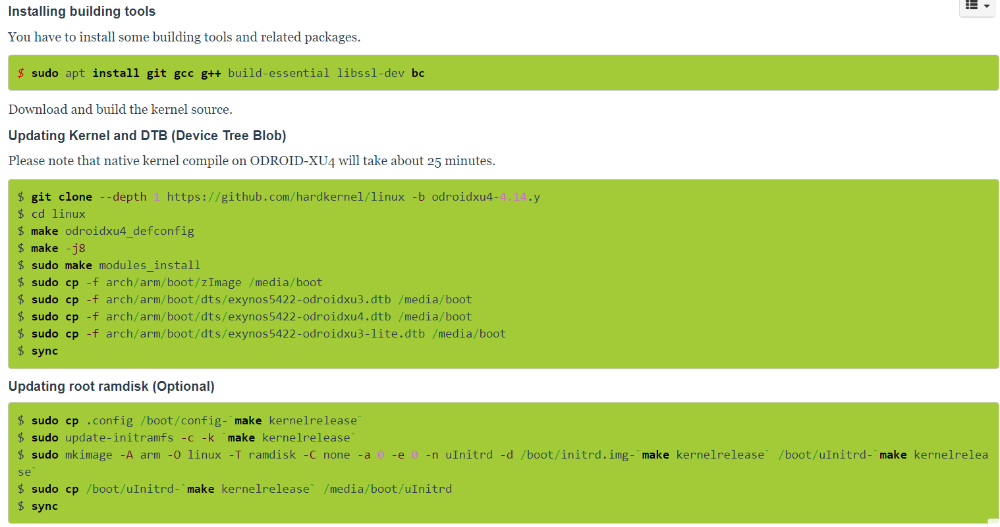 Installing building tools
You have to install some building tools and related packages.
$ sudo apt install git gcc g++ build-essential libssl-dev bc
Download and build the kernel source.
Updating Kernel and DTB (Device Tree Blob)
Please note that native kernel compile on ODROID-XU4 will take about 25 minutes.
$ git clone --depth 1 https://github.com/hardkernel/linux -b odroidxu4-4.14.y
$ cd linux
$ make odroidxu4_defconfig
$ make -j8
$ sudo make modules_install
$ sudo cp -f arch/arm/boot/zImage /media/boot
$ sudo cp -f arch/arm/boot/dts/exynos5422-odroidxu3.dtb /media/boot
$ sudo cp -f arch/arm/boot/dts/exynos5422-odroidxu4.dtb /media/boot
$ sudo cp -f arch/arm/boot/dts/exynos5422-odroidxu3-lite.dtb /media/boot
$ sync
Updating root ramdisk (Optional)
$ sudo cp .config /boot/config-`make kernelrelease`
$ sudo update-initramfs -c -k `make kernelrelease`
$ sudo mkimage -A arm -O linux -T ramdisk -C none -a 0 -e 0 -n uInitrd -d /boot/initrd.img-`make kernelrelease` /boot/uInitrd-`make kernelrelea
se`
$ sudo cp /boot/uInitrd-`make kernelrelease` /media/boot/uInitrd
$ sync